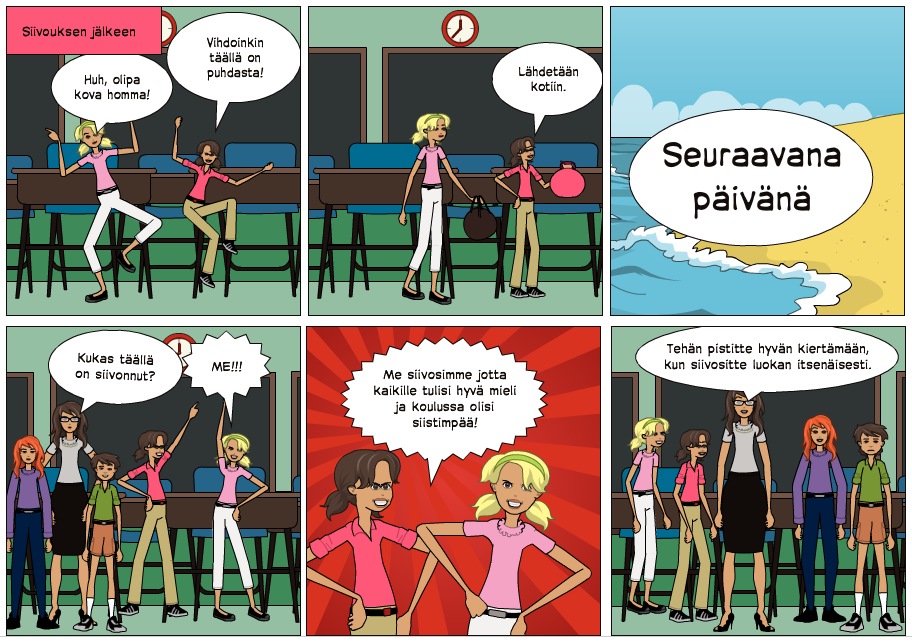 Siivouksen jälkeen
Huh, olipa
kova homma!
Vihdoinkin
täällä on
puhdasta!
Lähdetään
kotiin.
Seuraavana
päivänä
Kukas täällä
on siivonnut?
ME!!!
Me siivosimme jotta
kaikille tulisi hyvä mieli
ja koulussa olisi
siistimpää!
Tehän pistitte hyvän kiertämään,
kun siivositte luokan itsenäisesti.